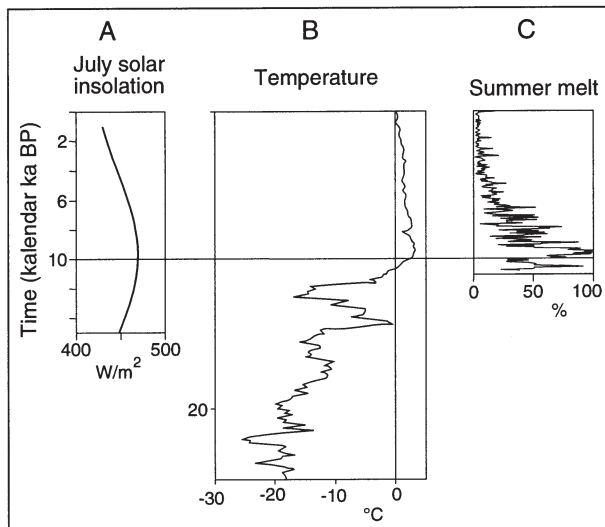 A
B
C
July solar
insolation
Temperature
Summer melt
Time (kalendar ka BP)
2
6
10
20
400
500
W/m²
-30
-20
-10
0
°C
0
50
100
%